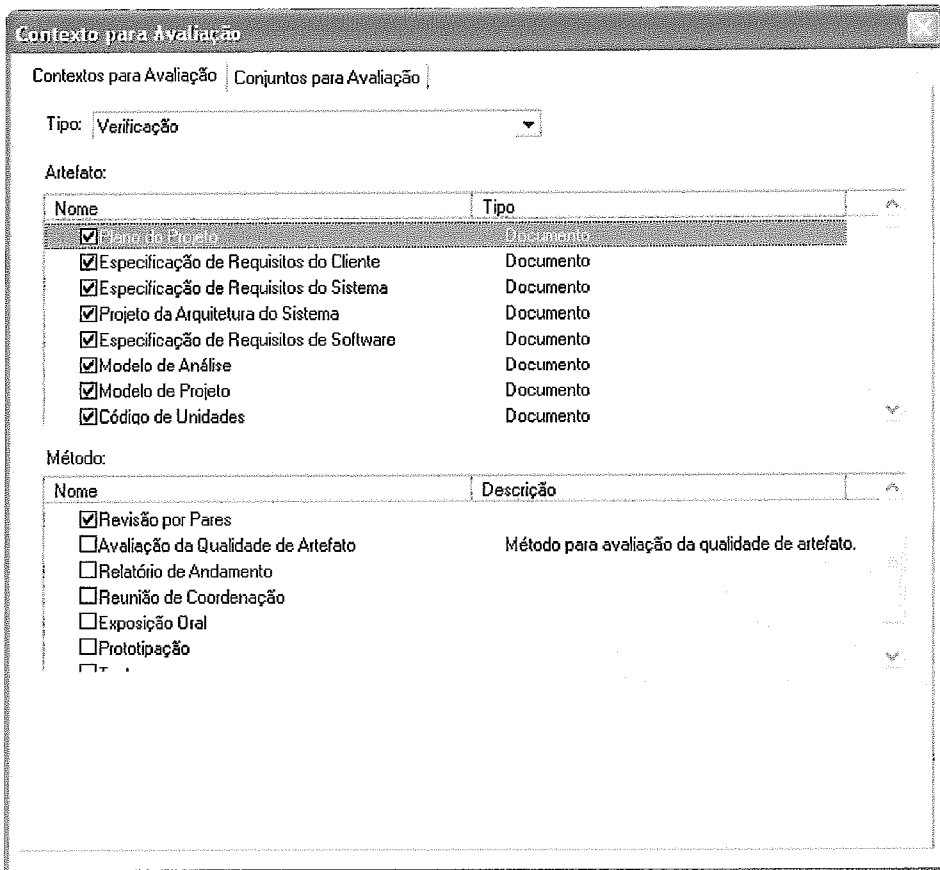 Contexto para Avaliação
Contextos para Avaliação Conjuntos para Avaliação
Tipo: Verificação
Artefato:
Nome Tipo
Plano do Projeto Documento
Especificação de Requisitos do Cliente Documento
Especificação de Requisitos do Sistema Documento
Projeto da Arquitetura do Sistema Documento
Especificação de Requisitos de Software Documento
Modelo de Análise Documento
Modelo de Projeto Documento
Código de Unidades Documento
Método:
Nome Descrição
Revisão por Pares
Avaliação da Qualidade de Artefato Método para avaliação da qualidade de artefato.
Relatório de Andamento
Reunião de Coordenação
Exposição Oral
Prototipação